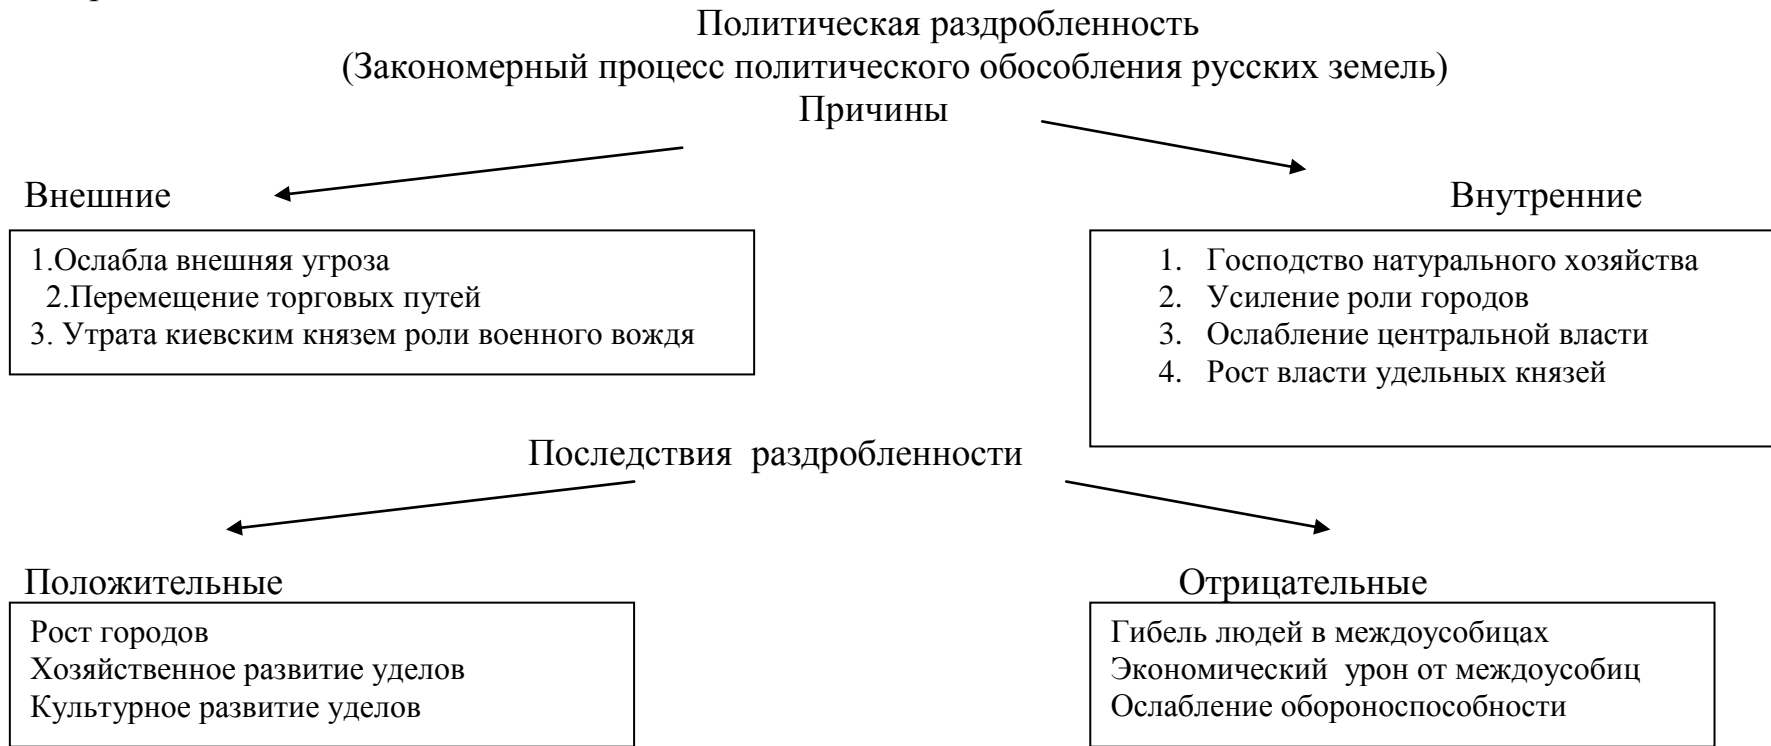 Политическая раздробленность
(Закономерный процесс политического обособления русских земель)
Причины
Внешние
Внутренние
1.Ослабла внешняя угроза
2.Перемещение торговых путей
3. Утрата киевским князем роли военного вождя
1. Господство натурального хозяйства
2. Усиление роли городов
3. Ослабление центральной власти
4. Рост власти удельных князей
Последствия раздробленности
Положительные
Отрицательные
Рост городов
Хозяйственное развитие уделов
Культурное развитие уделов
Гибель людей в междоусобицах
Экономический урон от междоусобиц
Ослабление обороноспособности